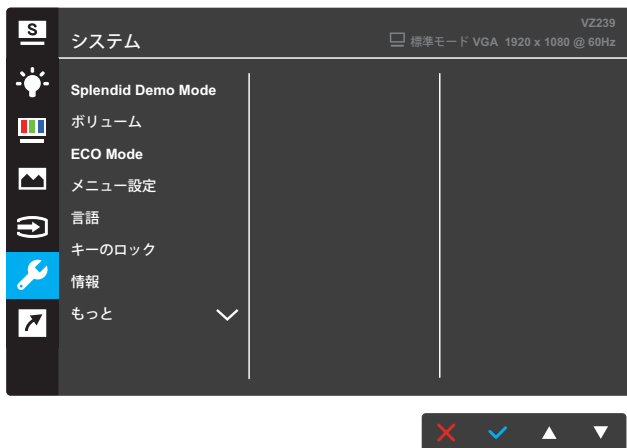 S
システム
VZ239
標準モード VGA 1920 x 1080 @ 60Hz
Splendid Demo Mode
ボリューム
ECO Mode
メニュー設定
言語
キーのロック
情報
もっと